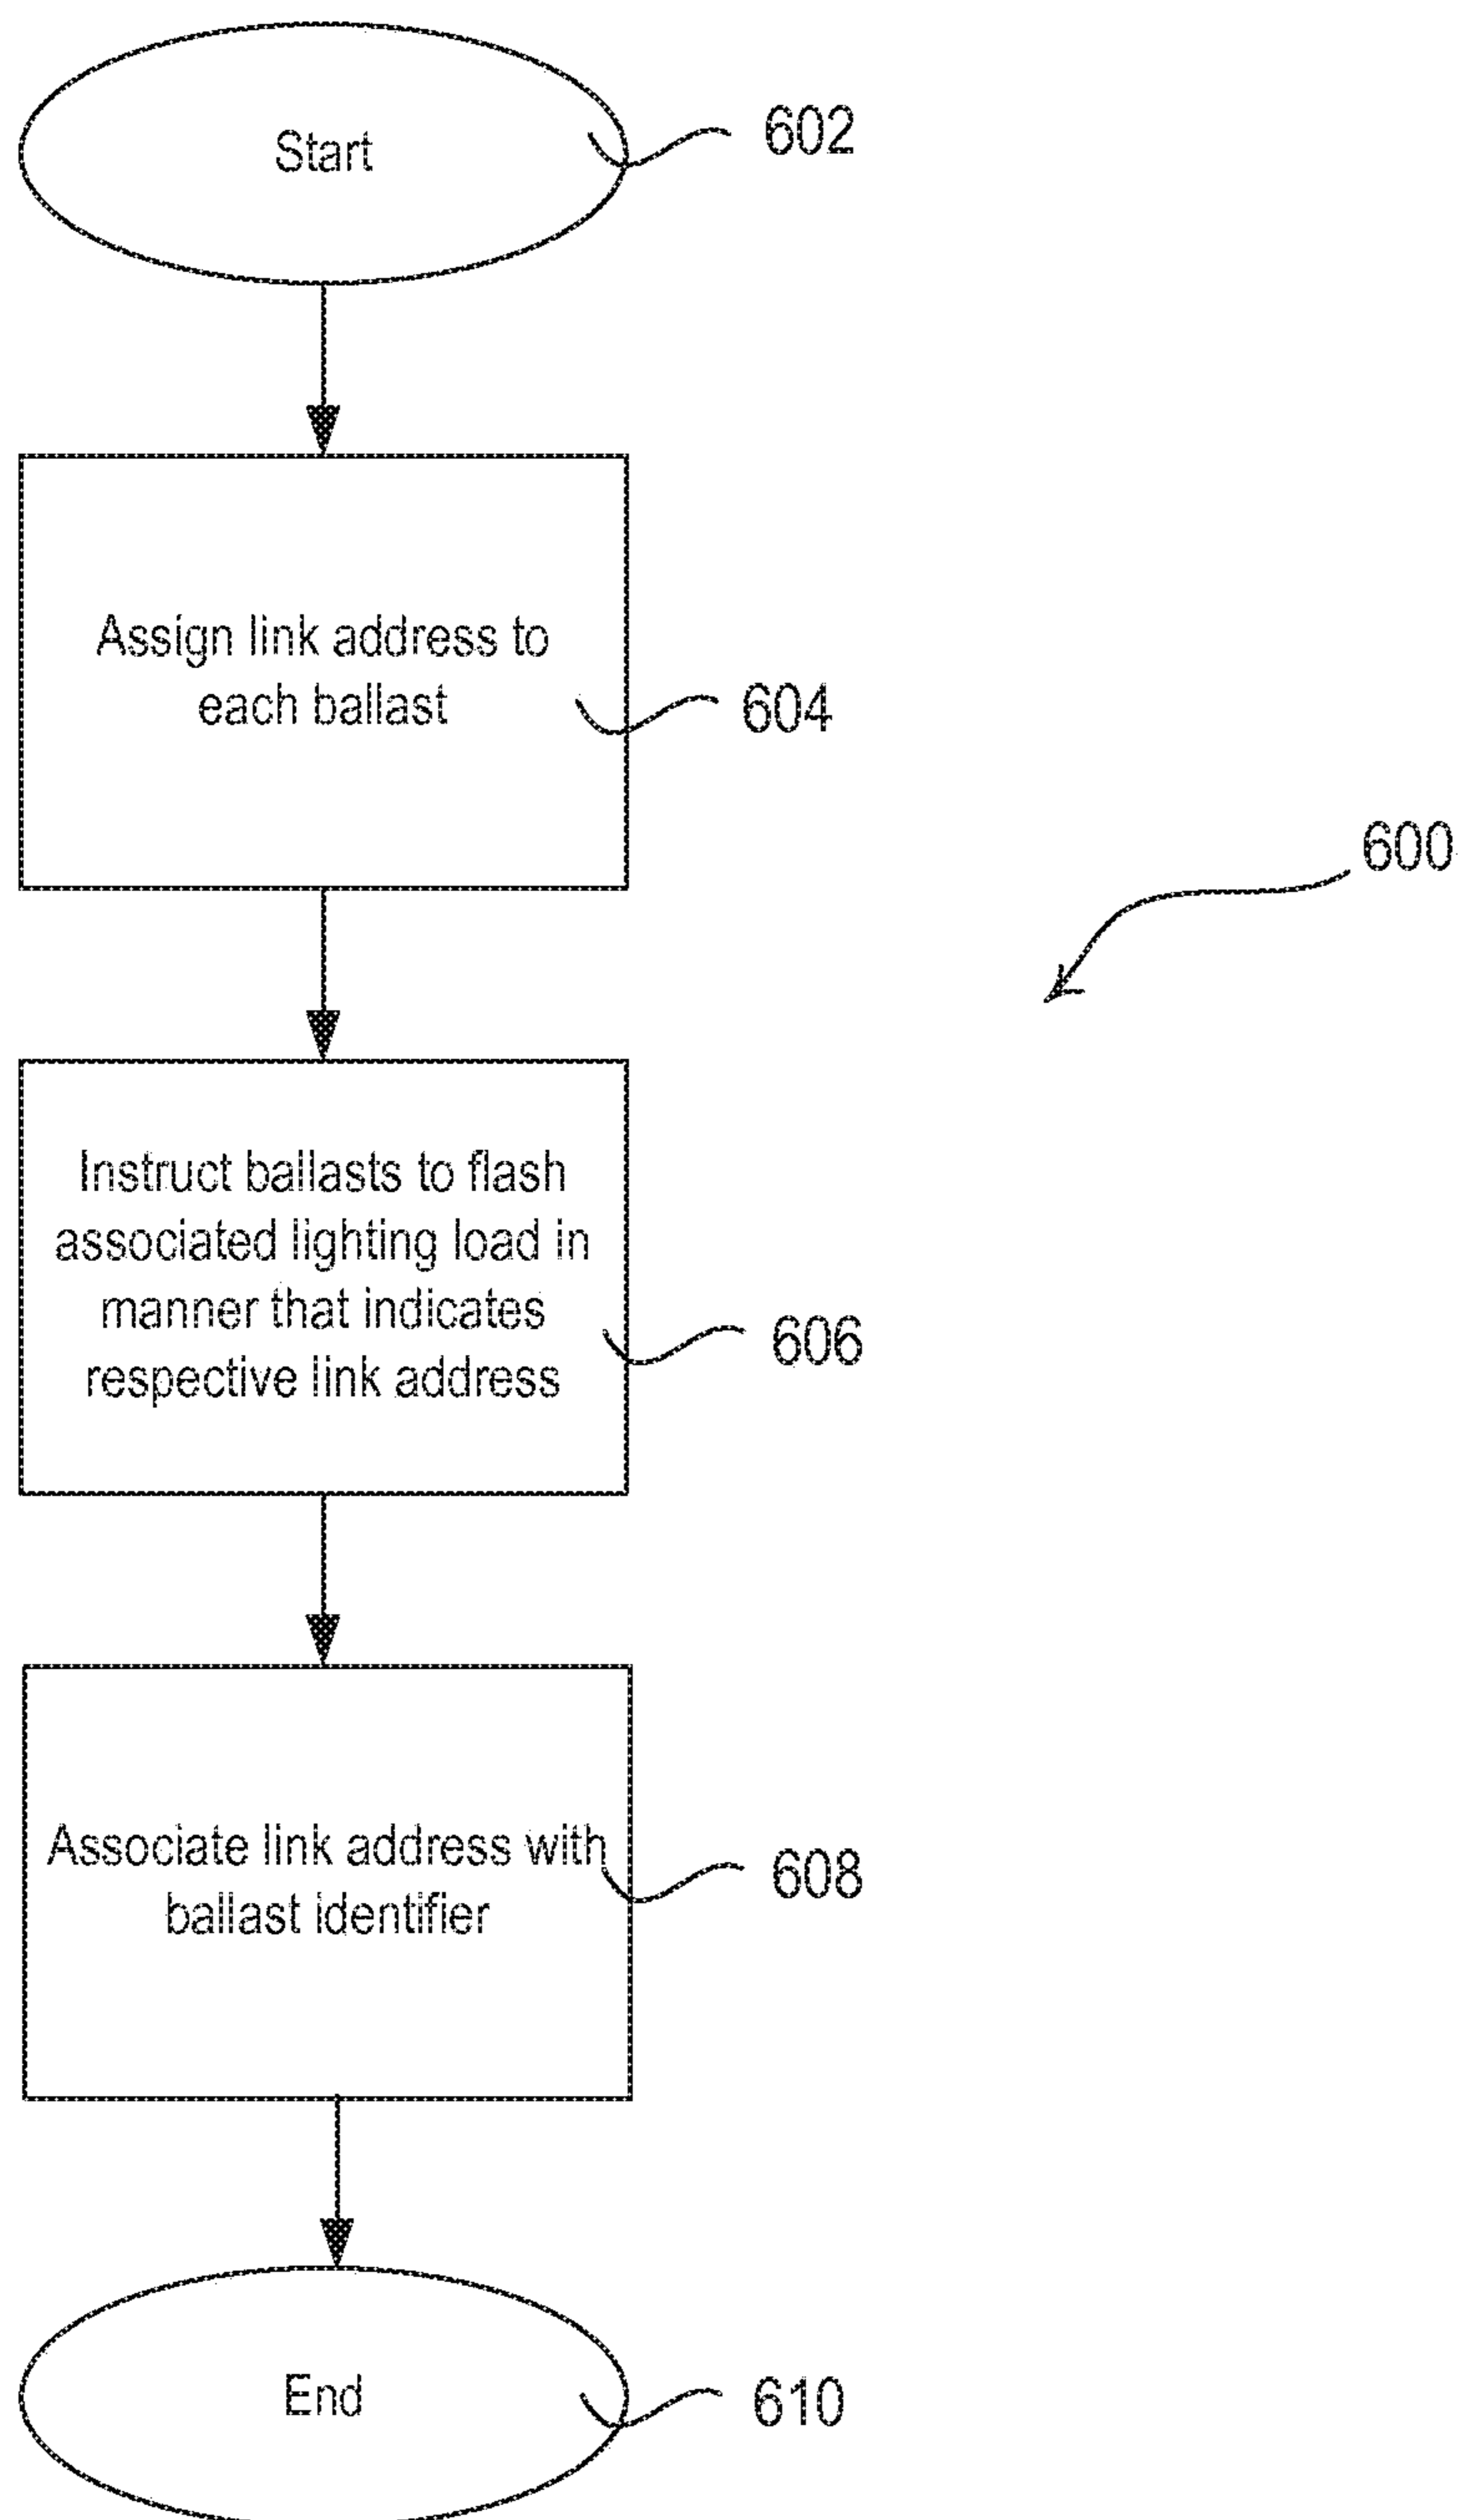 Start
602
Assign link address to
each ballast
604
600
Instruct ballasts to flash
associated lighting load in
manner that indicates
respective link address
606
Associate link address with
ballast identifier
608
End
610